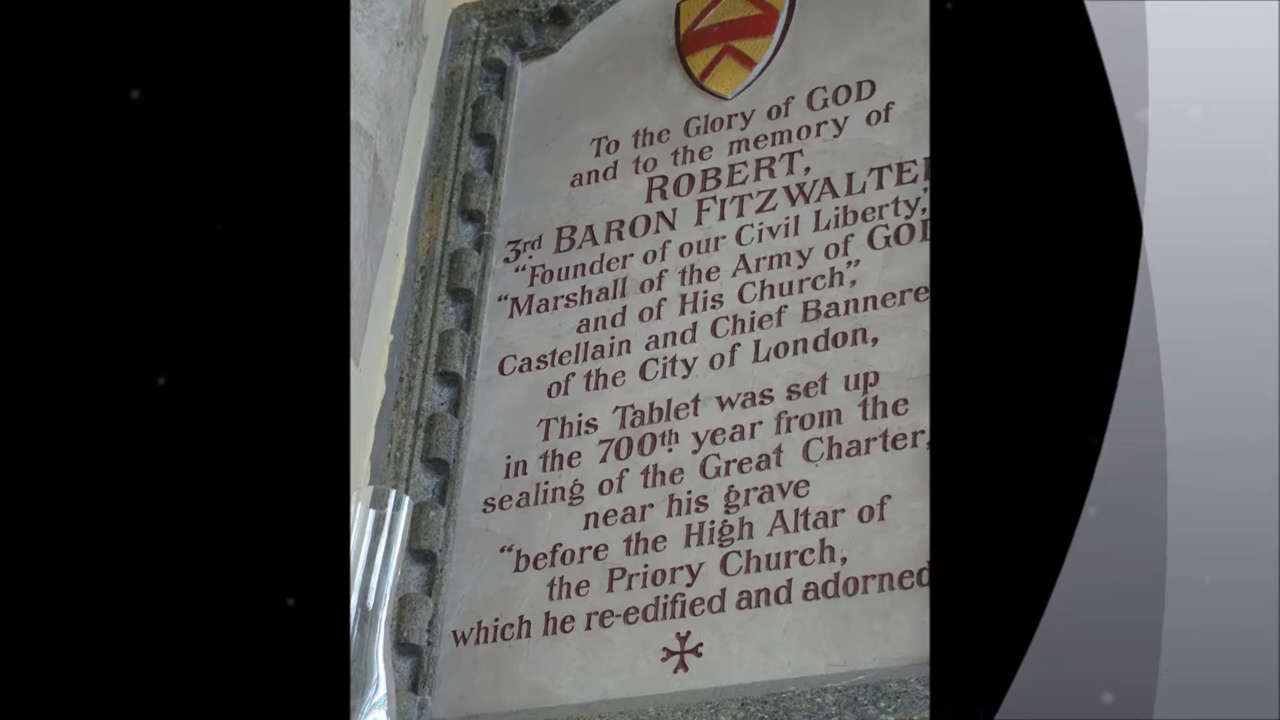 To the Glory of GOD
and to the memory of
ROBERT,
3rd BARON FITZWALTE
"Founder of our Civil Liberty,"
"Marshall of the Army of GOD
and of His Church",
Castellain and Chief Bannere
of the City of London,
This Tablet was set up
in the 700th year from the
sealing of the Great Charter,
near his grave
"before the High Altar of
the Priory Church,
which he re-edified and adorned